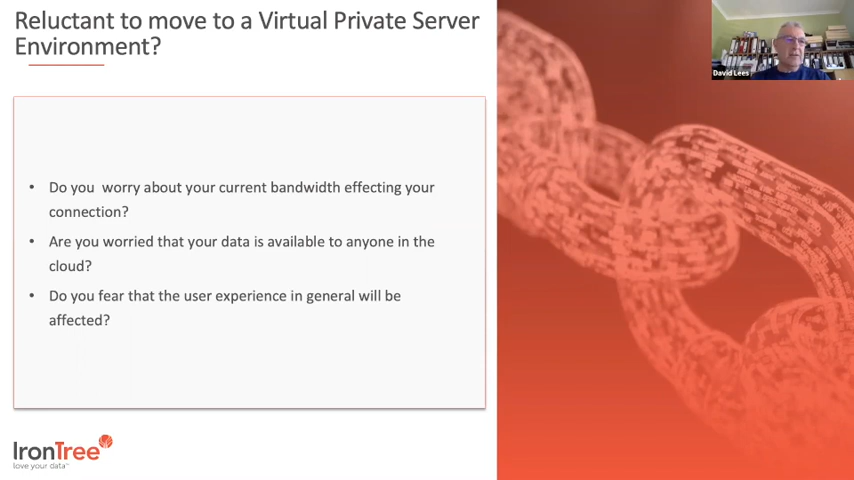 Reluctant to move to a Virtual Private Server
Environment?
David Lees
• Do you  worry about your current bandwidth effecting your
connection?
• Are you worried that your data is available to anyone in the
cloud?
• Do you fear that the user experience in general will be
affected?
IronTree
love your data™